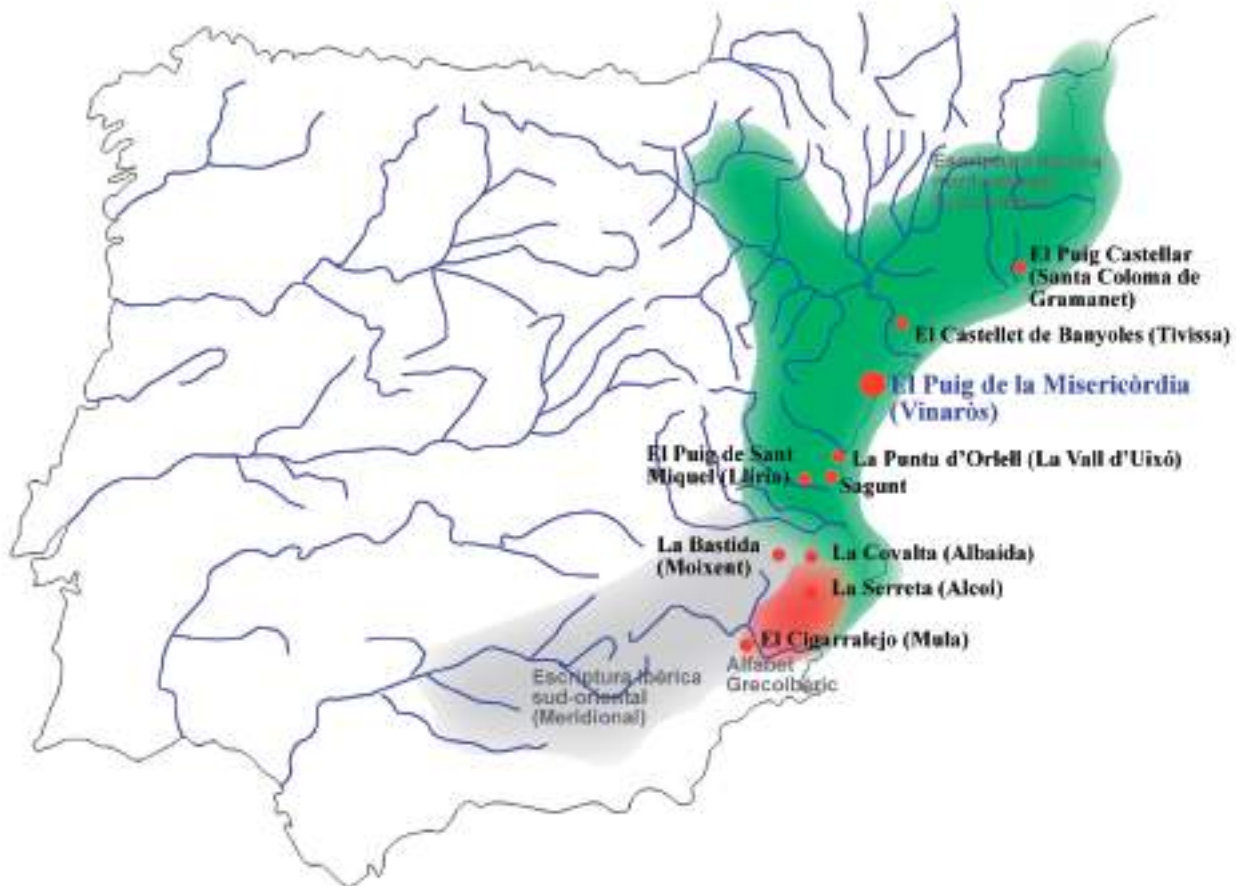 Escriptura Ibèrica
El Puig Castellar
(Santa Coloma de
Gramanet)
El Castellet de Banyoles (Tivissa)
El Puig de la Misericòrdia
(Vinaròs)
El Puig de Sant
Miquel (Llíria)
La Punta d'Orlell (La Vall d'Uixó)
Sagunt
La Bastida
(Moixent)
La Covalta (Albaida)
La Serreta (Alcoi)
El Cigarralejo (Mula)
Alfabet
GrecoIbèric
Escriptura Ibèrica
sud-oriental
(Meridional)